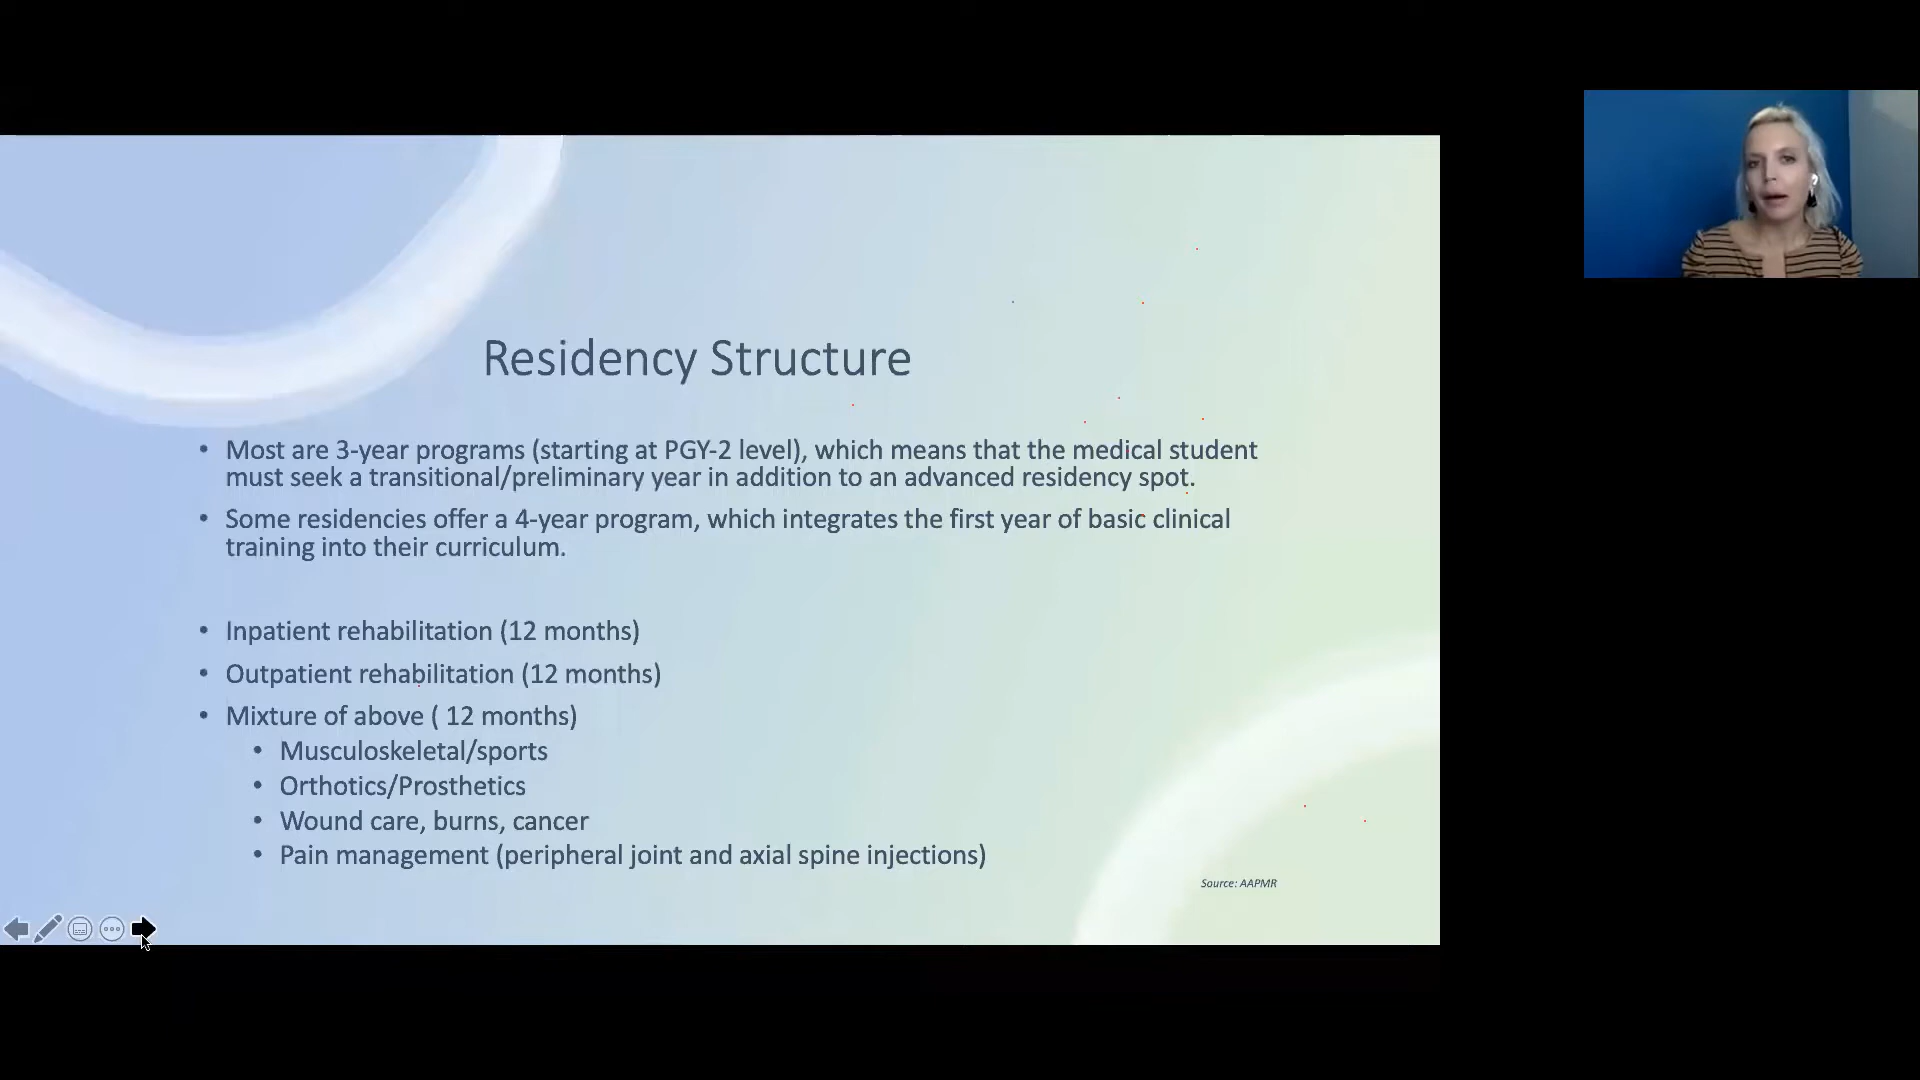 Residency Structure
• Most are 3-year programs (starting at PGY-2 level), which means that the medical student
must seek a transitional/preliminary year in addition to an advanced residency spot.
• Some residencies offer a 4-year program, which integrates the first year of basic clinical
training into their curriculum.
• Inpatient rehabilitation (12 months)
• Outpatient rehabilitation (12 months)
• Mixture of above ( 12 months)
• Musculoskeletal/sports
• Orthotics/Prosthetics
• Wound care, burns, cancer
• Pain management (peripheral joint and axial spine injections)
Source: AAPMR